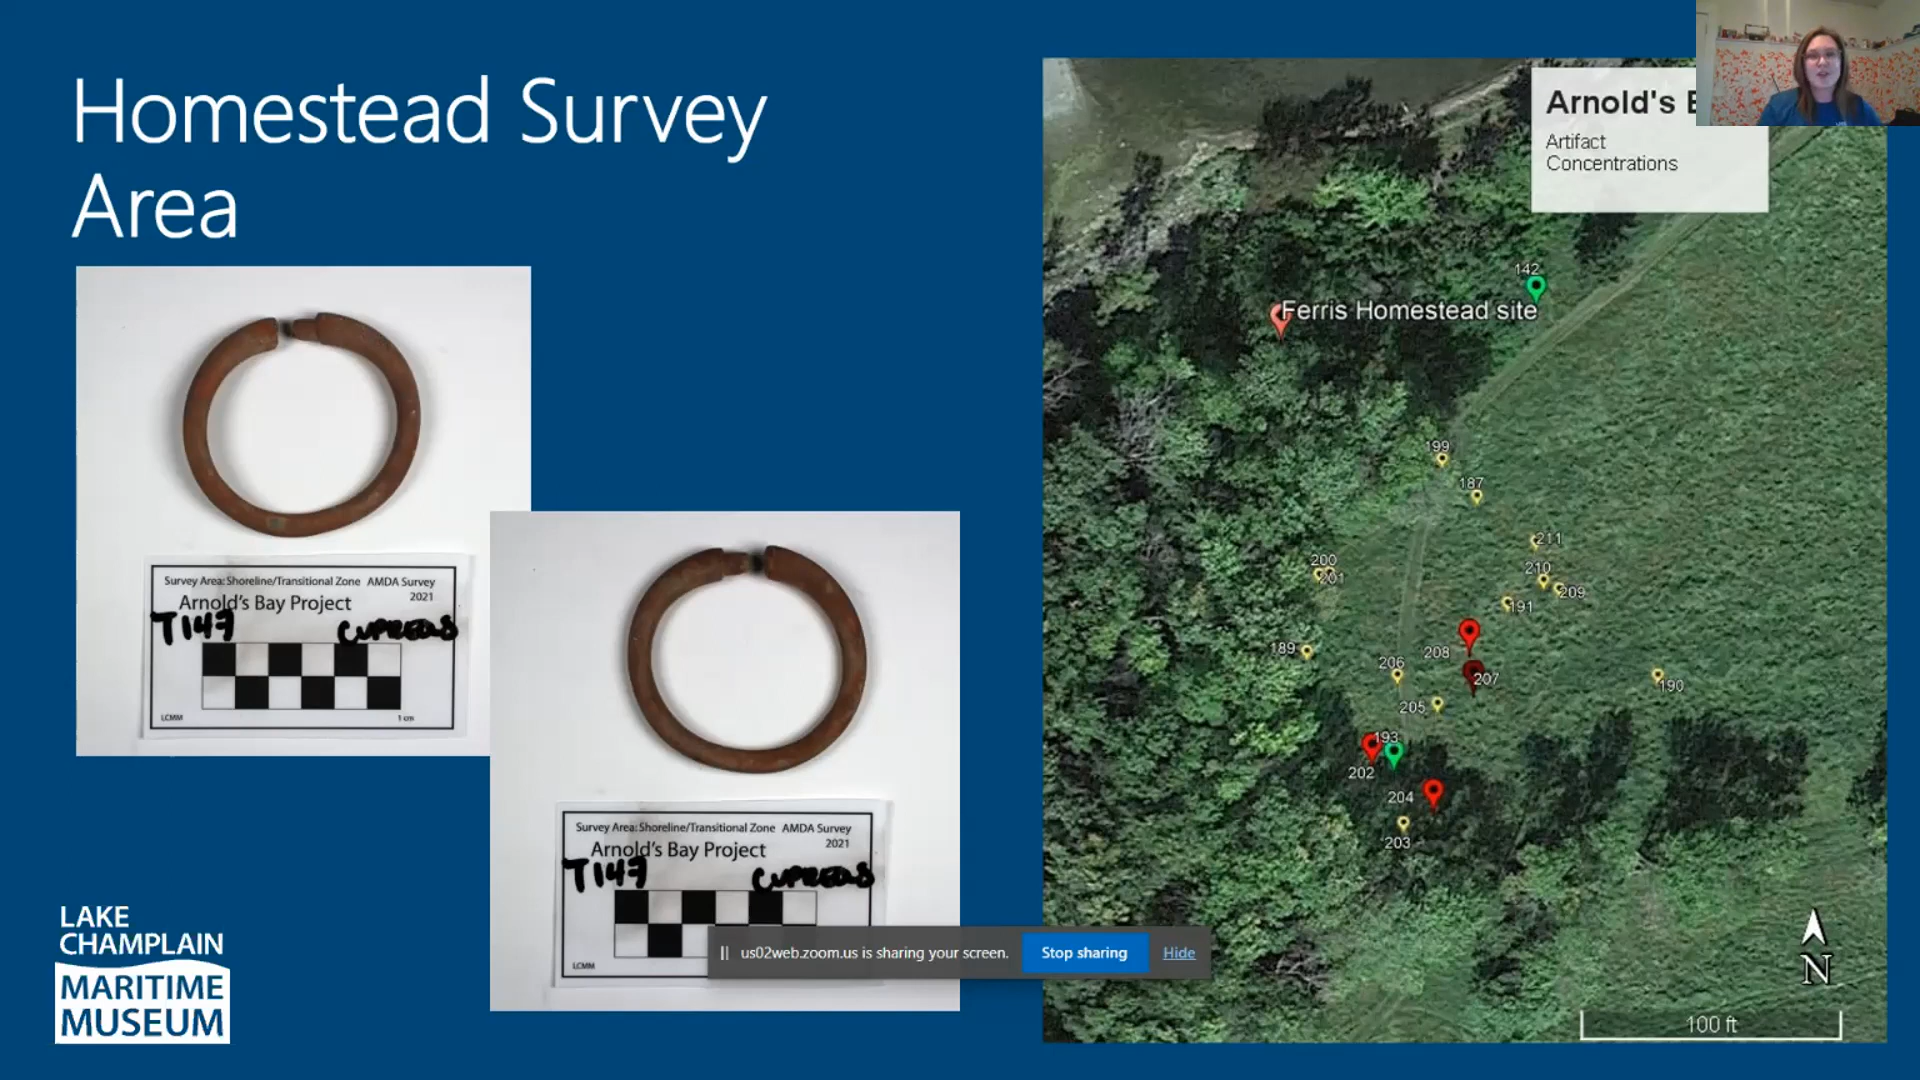 Homestead Survey
Area
Arnold's
Artifact
Concentrations
142
Ferris Homestead site
199
187
211
210
200
201
209
191
189
208
206
207
190
205
193
202
204
203
N
100 ft
Survey Area: Shoreline/Transitional Zone AMDA Survey
2021
Arnold's Bay Project
T147
CUPREOUS
LCMM
1 cm
Survey Area: Shoreline/Transitional Zone AMDA Survey
2021
Arnold's Bay Project
T147
CUPREOUS
LCMM
us02web.zoom.us is sharing your screen.
Stop sharing
Hide
LAKE
CHAMPLAIN
MARITIME
MUSEUM